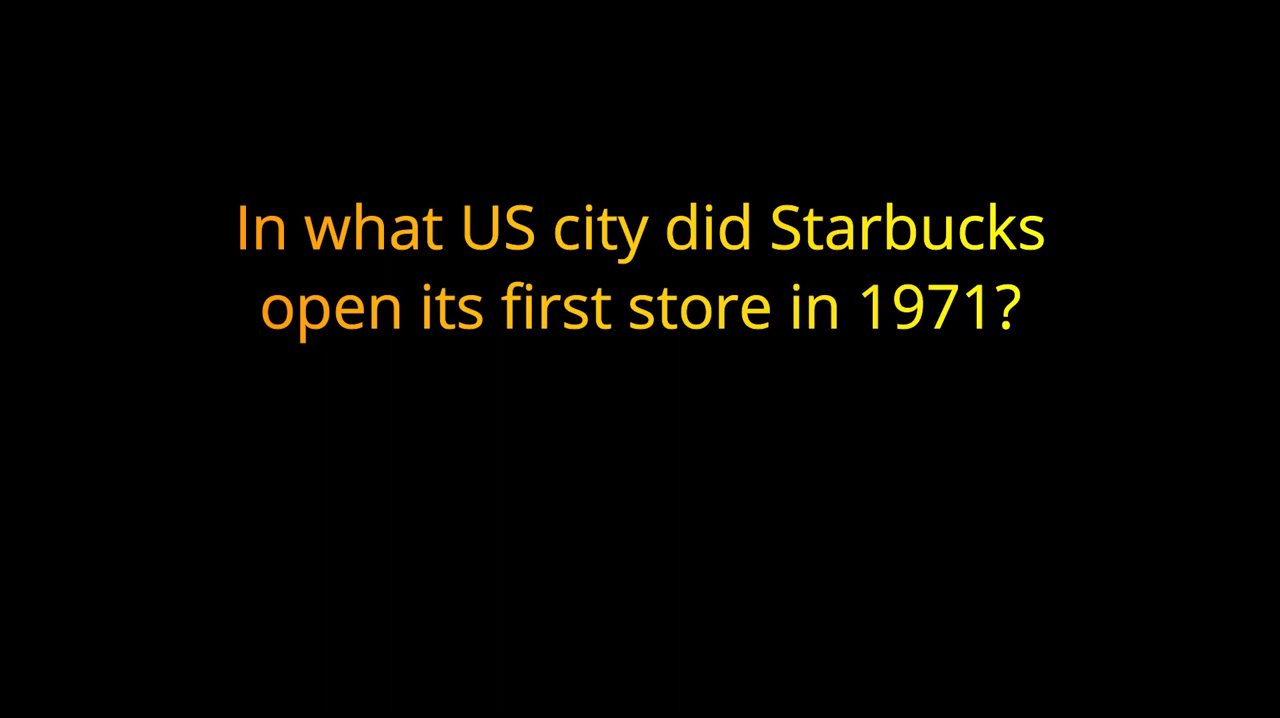 In what US city did Starbucks
open its first store in 1971?